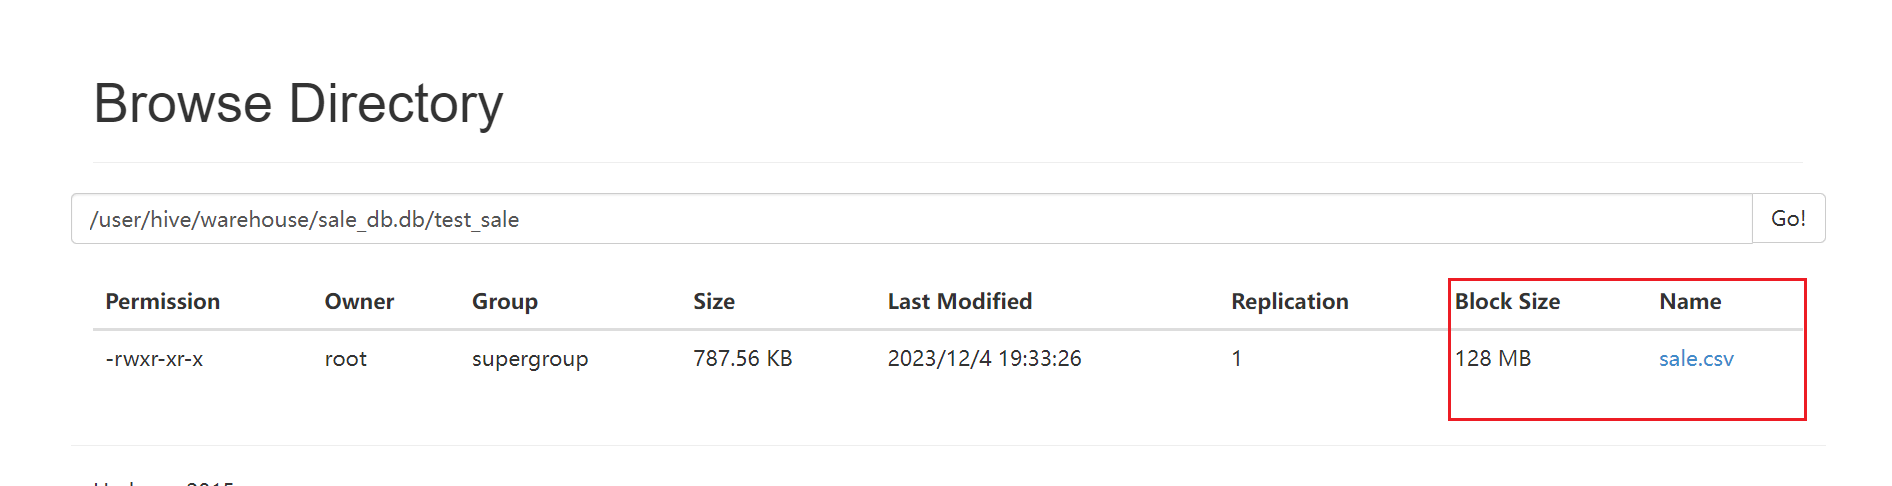 Browse Directory
/user/hive/warehouse/sale_db.db/test_sale Go!
Permission Owner Group Size Last Modified Replication Block Size Name
-rwxr-xr-x root supergroup 787.56 KB 2023/12/4 19:33:26 1 128 MB sale.csv